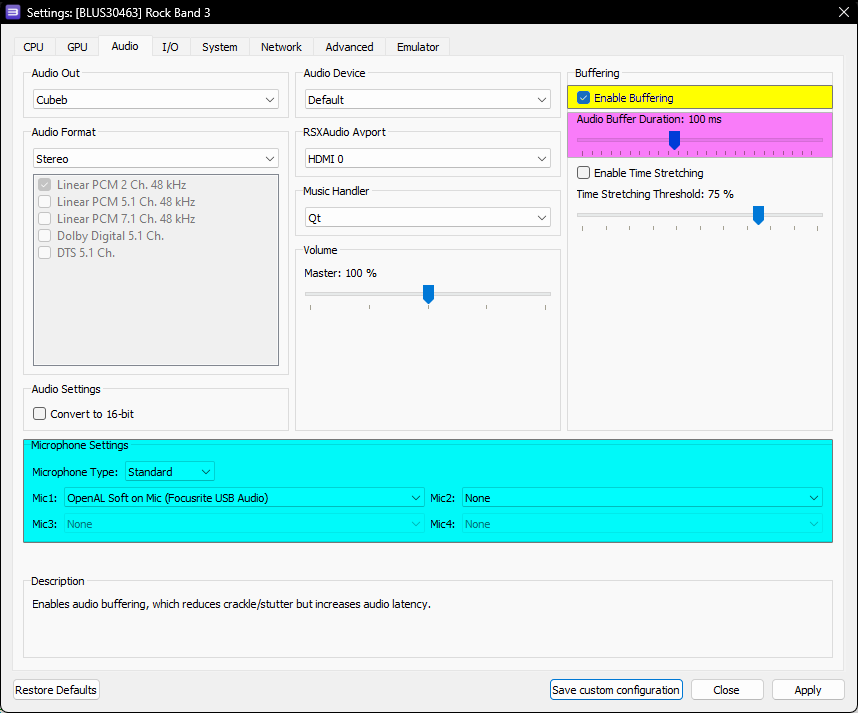 Settings: [BLUS30463] Rock Band 3
CPU GPU Audio I/O System Network Advanced Emulator
Audio Out
Cubeb
Audio Format
Stereo
Linear PCM 2 Ch. 48 kHz
Linear PCM 5.1 Ch. 48 kHz
Linear PCM 7.1 Ch. 48 kHz
Dolby Digital 5.1 Ch.
DTS 5.1 Ch.
Audio Settings
Convert to 16-bit
Audio Device
Default
RSXAudio Avport
HDMI 0
Music Handler
Qt
Volume
Master: 100 %
Buffering
Enable Buffering
Audio Buffer Duration: 100 ms
Enable Time Stretching
Time Stretching Threshold: 75 %
Microphone Settings
Microphone Type: Standard
Mic1: OpenAL Soft on Mic (Focusrite USB Audio) Mic2: None
Mic3: None Mic4: None
Description
Enables audio buffering, which reduces crackle/stutter but increases audio latency.
Restore Defaults Save custom configuration Close Apply